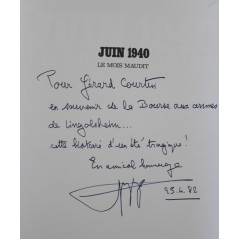 JUIN 1940
LE MOIS MAUDIT
Pour Gérard Courtin
en souvenir de la Bourse aux armes
de Lingolsheim...
cette histoire d'un été tragique !
En amical hommage
23.4.82